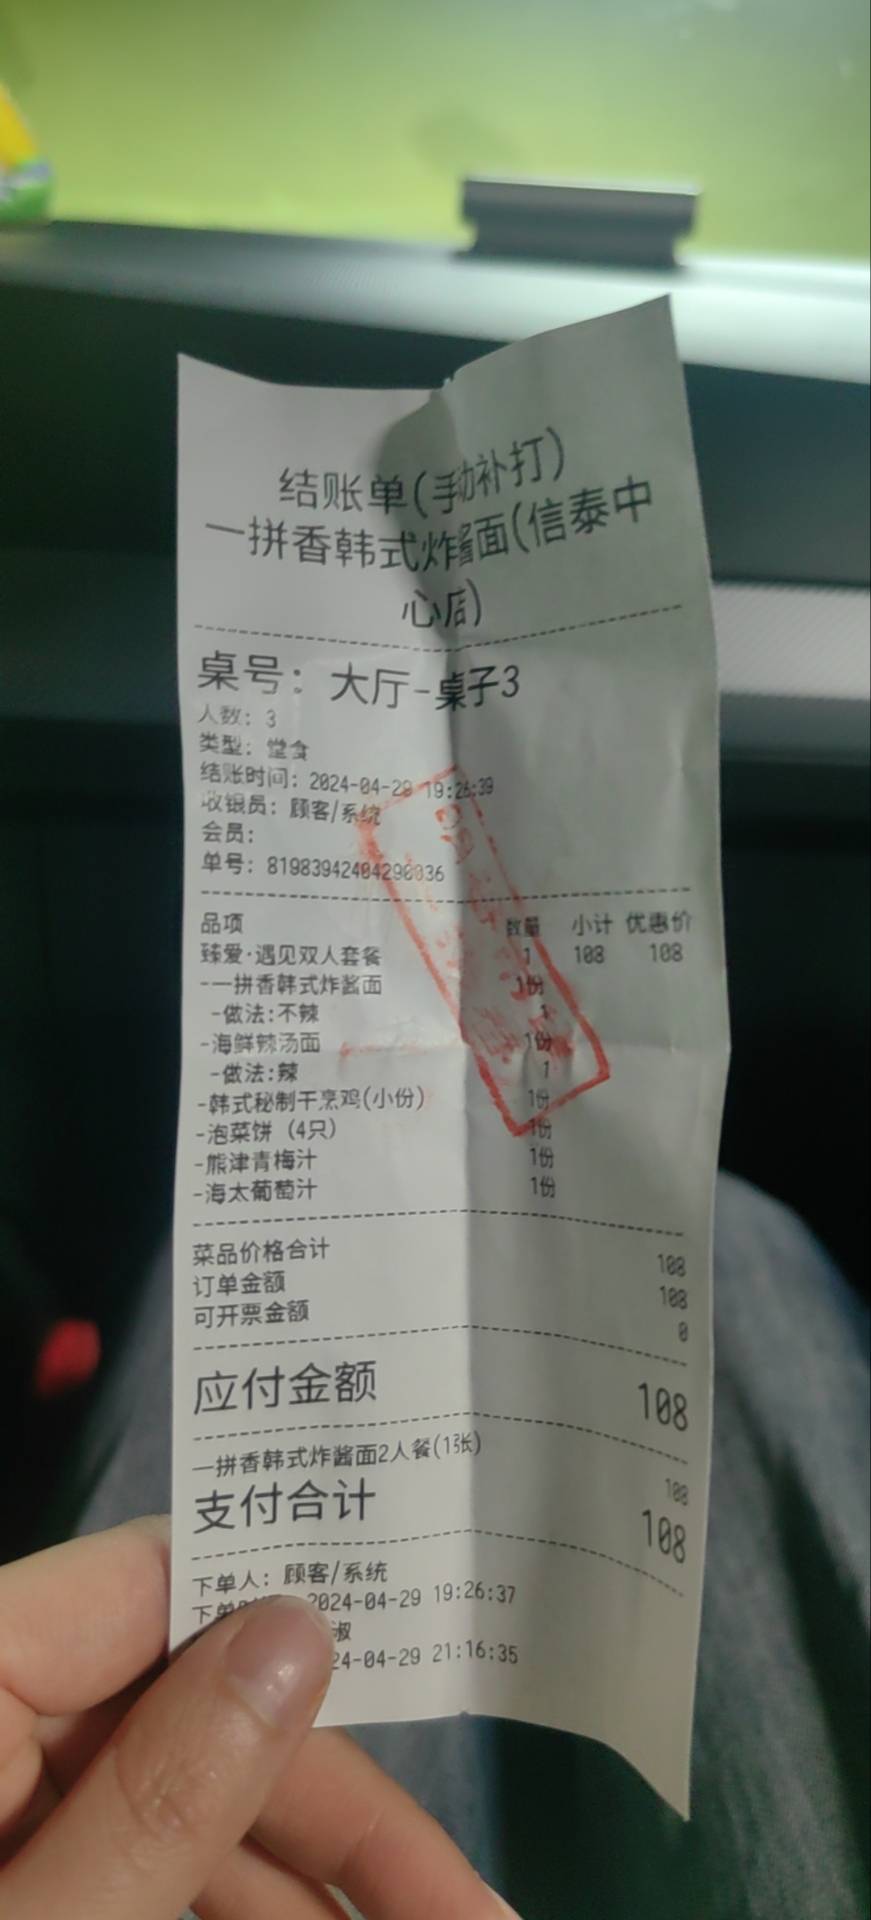 结账单(手动补打)
一拼香韩式炸酱面(信泰中
心店)
桌号: 大厅-桌子3
人数: 3
类型: 堂食
结账时间: 2024-04-29 19:26:39
收银员: 顾客/系统
会员:
单号: 81983942404290036
品项 数量 小计 优惠价
臻爱·遇见双人套餐 1 108 108
-一拼香韩式炸酱面 1份
-做法:不辣 1
-海鲜辣汤面 1份
-做法:辣 1
-韩式秘制干烹鸡(小份) 1份
-泡菜饼 (4只) 1份
-熊津青梅汁 1份
-海太葡萄汁 1份
菜品价格合计 108
订单金额 108
可开票金额 0
应付金额 108
一拼香韩式炸酱面2人餐(1张) 108
支付合计 108
下单人: 顾客/系统
下单 2024-04-29 19:26:37
淑
24-04-29 21:16:35